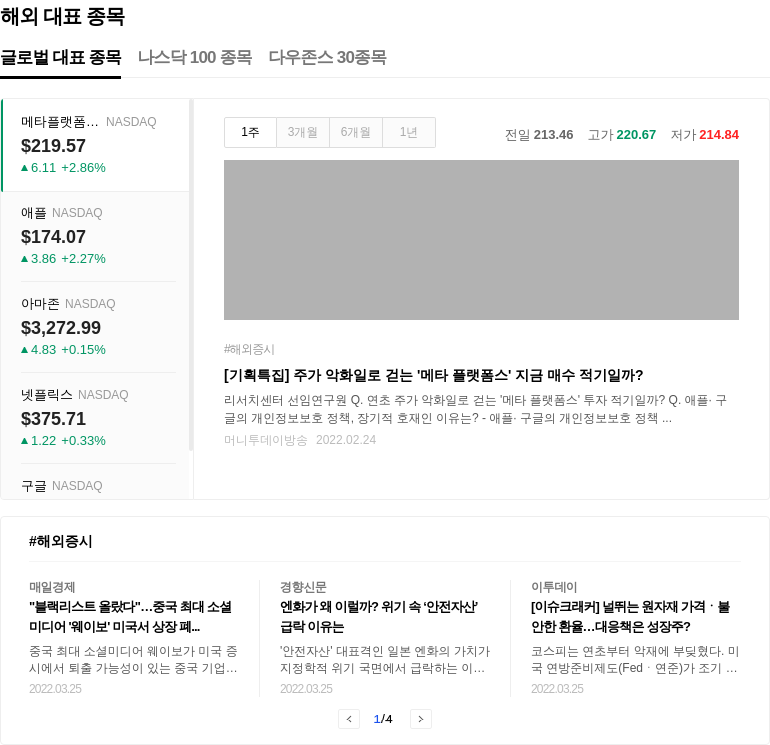 해외 대표 종목
글로벌 대표 종목 나스닥 100 종목 다우존스 30종목
메타플랫폼… NASDAQ
$219.57
▲6.11 +2.86%
애플 NASDAQ
$174.07
▲3.86 +2.27%
아마존 NASDAQ
$3,272.99
▲4.83 +0.15%
넷플릭스 NASDAQ
$375.71
▲1.22 +0.33%
구글 NASDAQ
1주 3개월 6개월 1년
전일 213.46 고가 220.67 저가 214.84
#해외증시
[기획특집] 주가 악화일로 걷는 '메타 플랫폼스' 지금 매수 적기일까?
리서치센터 선임연구원 Q. 연초 주가 악화일로 걷는 '메타 플랫폼스' 투자 적기일까? Q. 애플· 구
글의 개인정보보호 정책, 장기적 호재인 이유는? - 애플· 구글의 개인정보보호 정책 ...
머니투데이방송 2022.02.24
#해외증시
매일경제
"블랙리스트 올랐다"…중국 최대 소셜
미디어 '웨이보' 미국서 상장 폐...
중국 최대 소셜미디어 웨이보가 미국 증
시에서 퇴출 가능성이 있는 중국 기업…
2022.03.25
경향신문
엔화가 왜 이럴까? 위기 속 ‘안전자산’
급락 이유는
'안전자산' 대표격인 일본 엔화의 가치가
지정학적 위기 국면에서 급락하는 이…
2022.03.25
이투데이
[이슈크래커] 널뛰는 원자재 가격ㆍ불
안한 환율…대응책은 성장주?
코스피는 연초부터 악재에 부딪혔다. 미
국 연방준비제도(Fedㆍ연준)가 조기 …
2022.03.25
1/4